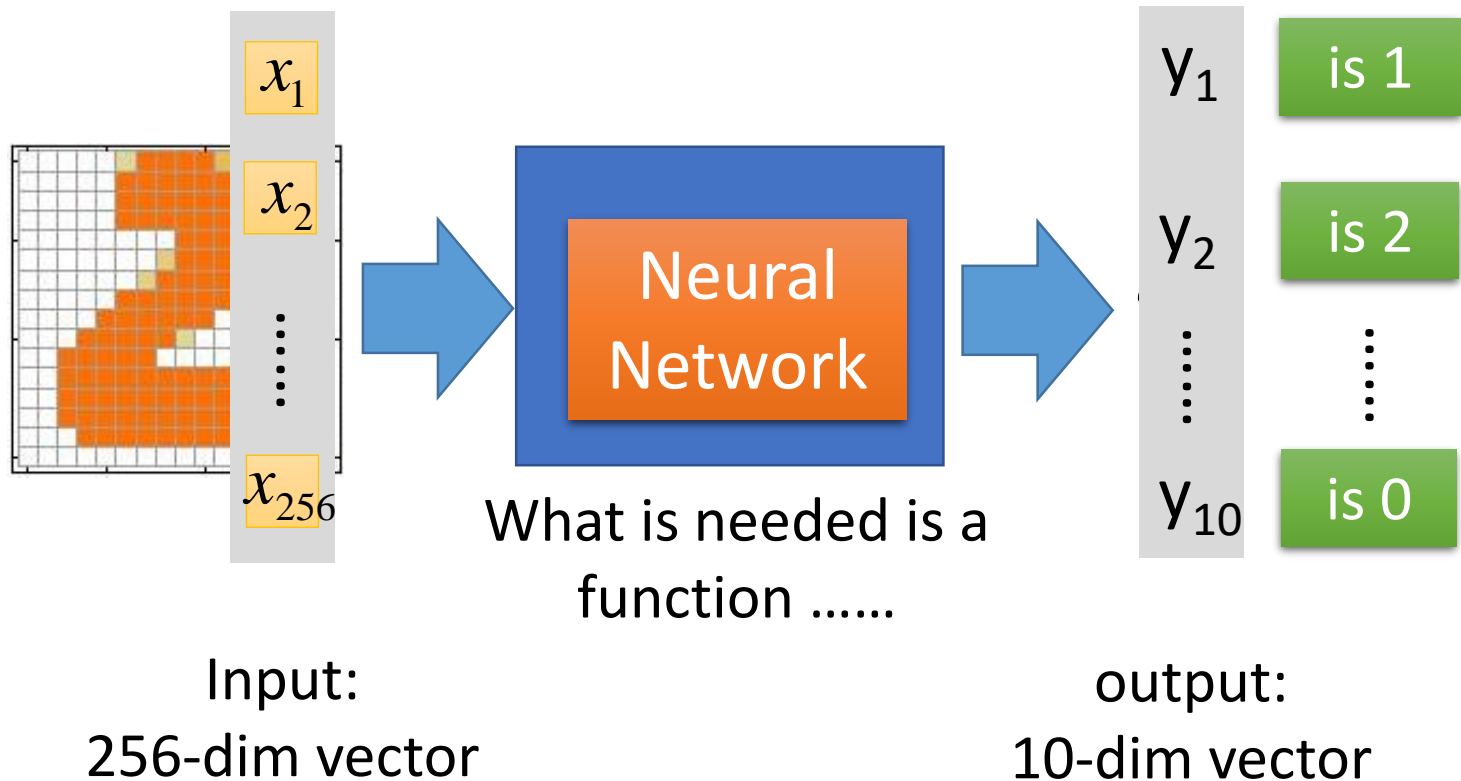 x₁
x₂
......
x₂₅₆
Neural
Network
What is needed is a
function ……
y₁
is 1
y₂
is 2
......
......
y₁₀
is 0
Input:
256-dim vector
output:
10-dim vector